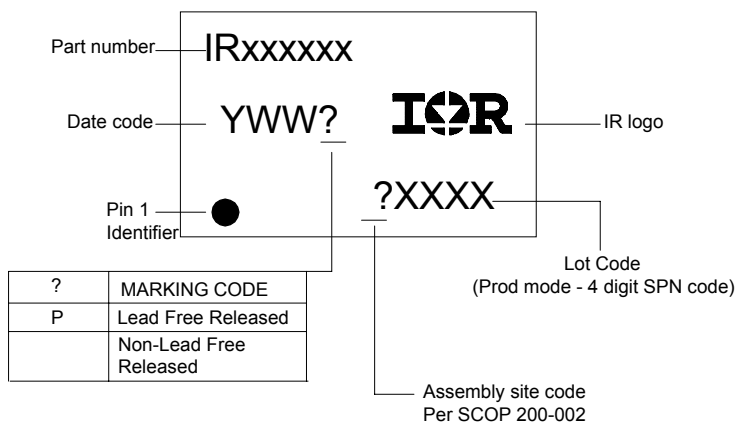 Part number
IRxxxxxx
Date code
YWW?
IOR
IR logo
Pin 1
Identifier
?XXXX
Lot Code
(Prod mode - 4 digit SPN code)
? MARKING CODE
P Lead Free Released
Non-Lead Free
Released
Assembly site code
Per SCOP 200-002